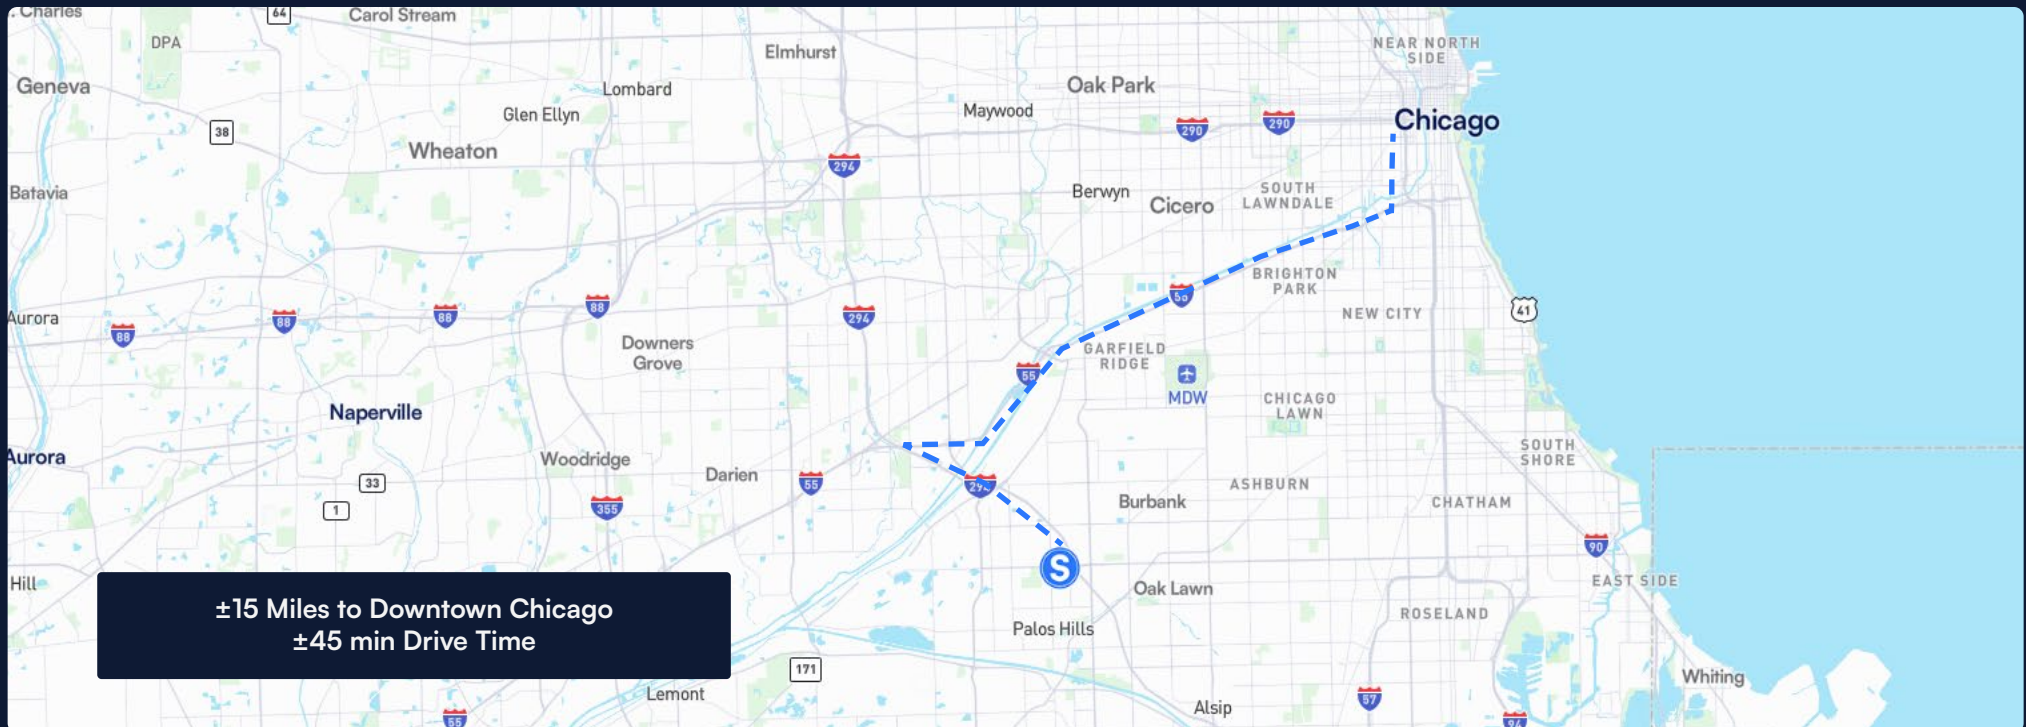 . Charles
64
Carol Stream
DPA
Elmhurst
NEAR NORTH
SIDE
Geneva
Lombard
Oak Park
Glen Ellyn
Maywood
Chicago
38
290
290
Wheaton
294
Batavia
Berwyn
SOUTH
LAWNDALE
Cicero
BRIGHTON
PARK
55
88
294
41
Aurora
88
88
88
NEW CITY
Downers
Grove
GARFIELD
RIDGE
55
MDW
CHICAGO
LAWN
Naperville
SOUTH
SHORE
Aurora
Woodridge
Darien
55
33
294
ASHBURN
1
355
Burbank
CHATHAM
90
S
Hill
EAST SIDE
Oak Lawn
±15 Miles to Downtown Chicago
±45 min Drive Time
ROSELAND
Palos Hills
171
Whiting
Lemont
57
Alsip
55
94